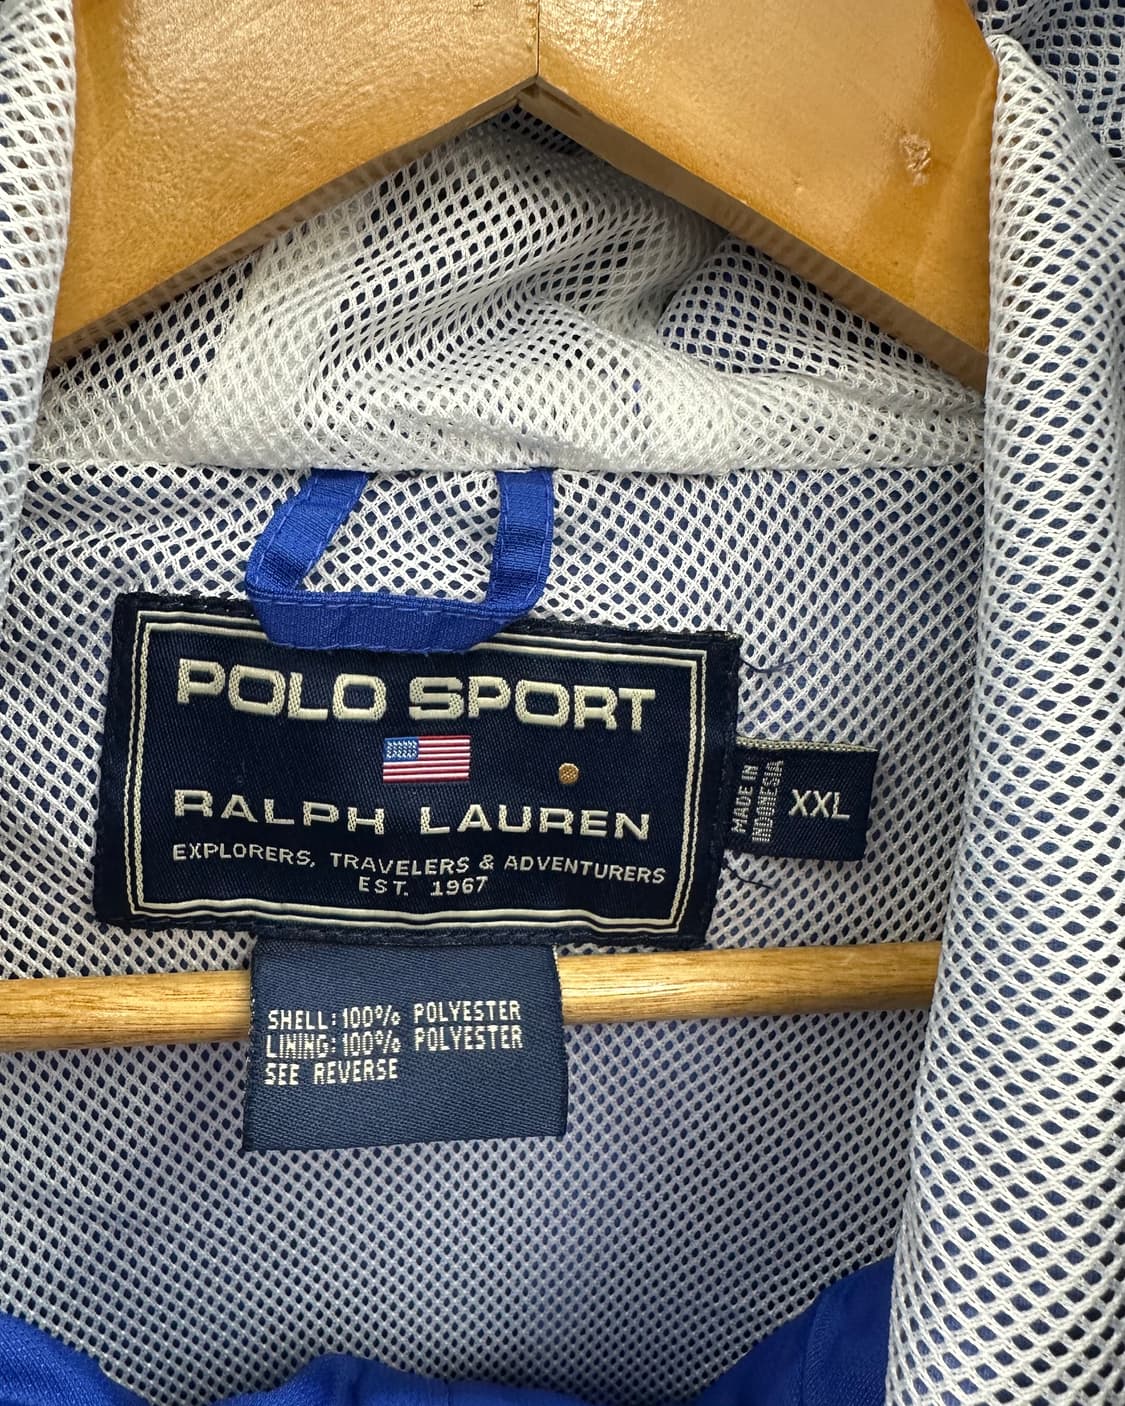 POLO SPORT
RALPH LAUREN
EXPLORERS, TRAVELERS & ADVENTURERS
EST. 1967
MADE IN
INDONESIA
XXL
SHELL:100% POLYESTER
LINING:100% POLYESTER
SEE REVERSE